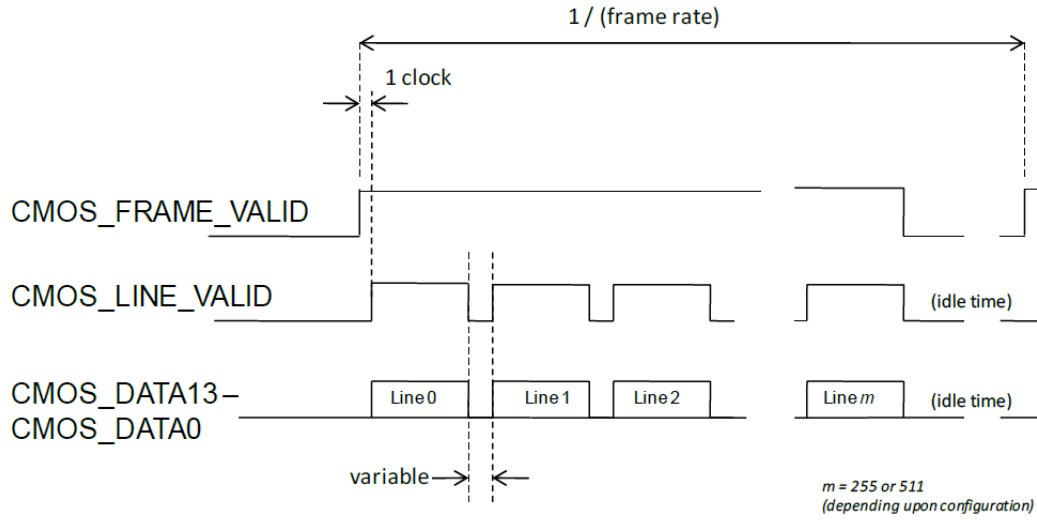 1 / (frame rate)
1 clock
CMOS_FRAME_VALID
CMOS_LINE_VALID
(idle time)
CMOS_DATA13–
CMOS_DATA0
Line 0
Line 1
Line 2
Line m
(idle time)
variable
m = 255 or 511
(depending upon configuration)